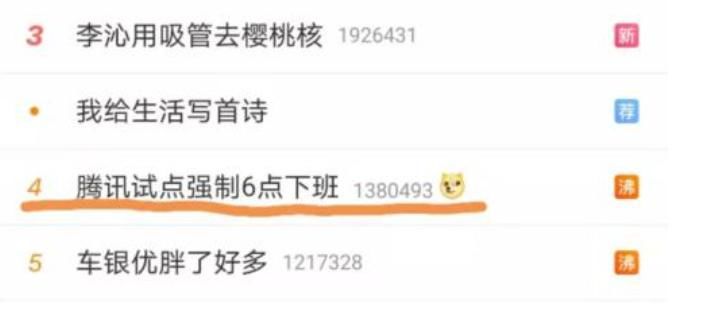 3 李沁用吸管去樱桃核 1926431 新
• 我给生活写首诗 荐
4 腾讯试点强制6点下班 1380493 沸
5 车银优胖了好多 1217328 沸